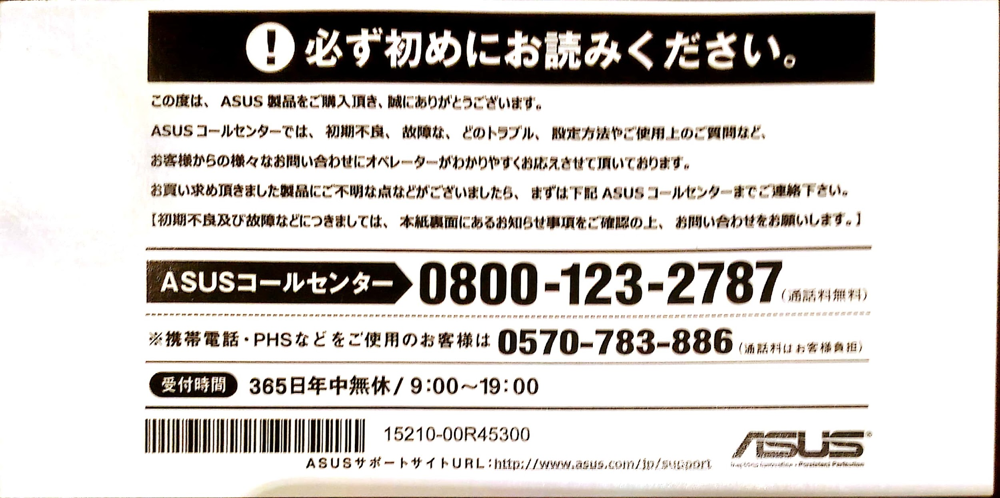 ! 必ず初めにお読みください。
この度は、ASUS 製品をご購入頂き、誠にありがとうございます。
ASUSコールセンターでは、初期不良、故障な、どのトラブル、設定方法やご使用上のご質問など、
お客様からの様々なお問い合わせにオペレーターがわかりやすくお応えさせて頂いております。
お買い求め頂きました製品にご不明な点などがございましたら、まずは下記 ASUSコールセンターまでご連絡下さい。
【初期不良及び故障などにつきましては、本紙裏面にあるお知らせ事項をご確認の上、お問い合わせをお願いします。】
ASUSコールセンター 0800-123-2787 (通話料無料)
※携帯電話・PHSなどをご使用のお客様は 0570-783-886 (通話料はお客様負担)
受付時間 365日年中無休/ 9:00〜19:00
15210-00R45300
ASUSサポートサイトURL:http://www.asus.com/jp/support
ASUS®
Inspiring Innovation • Persistent Perfection